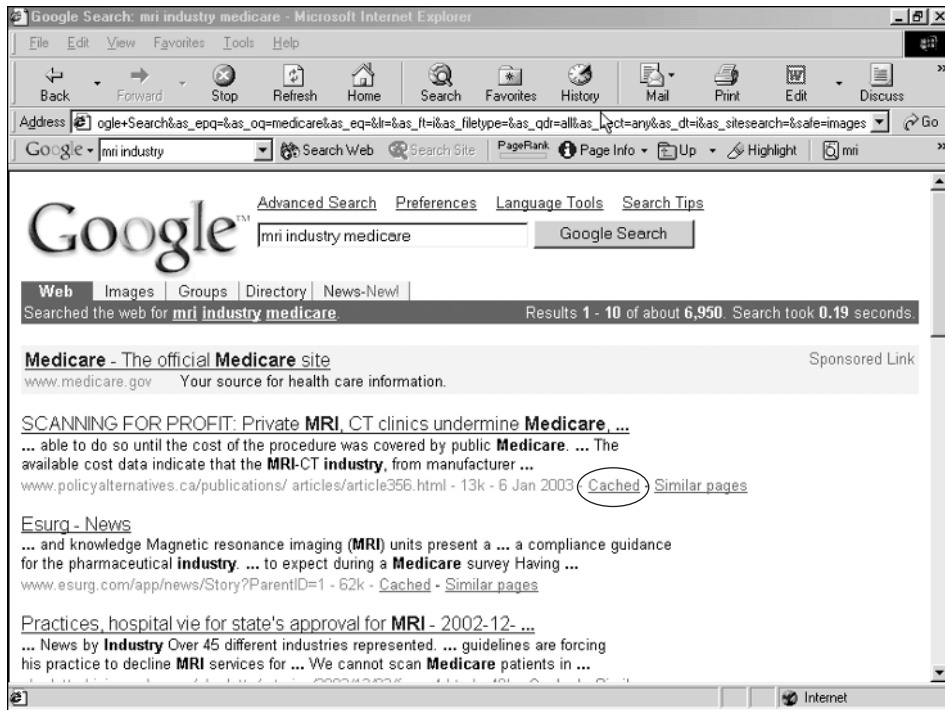 Google Search: mri industry medicare - Microsoft Internet Explorer
File Edit View Favorites Tools Help
Back Forward Stop Refresh Home Search Favorites History Mail Print Edit Discuss
Address ogle+Search&as_epq=&as_oq=medicare&as_eq=&lr=&as_ft=i&as_filetype=&as_qdr=all&as_ ct=any&as_dt=i&as_sitesearch=&safe=images Go
Google mri industry Search Web Search Site PageRank Page Info Up Highlight mri
Advanced Search Preferences Language Tools Search Tips
Google™ mri industry medicare Google Search
Web Images Groups Directory News-New!
Searched the web for mri industry medicare. Results 1 - 10 of about 6,950. Search took 0.19 seconds.
Medicare - The official Medicare site Sponsored Link
www.medicare.gov Your source for health care information.
SCANNING FOR PROFIT: Private MRI, CT clinics undermine Medicare, ...
... able to do so until the cost of the procedure was covered by public Medicare. ... The
available cost data indicate that the MRI-CT industry, from manufacturer ...
www.policyalternatives.ca/publications/ articles/article356.html - 13k - 6 Jan 2003 - Cached - Similar pages
Esurg - News
... and knowledge Magnetic resonance imaging (MRI) units present a ... a compliance guidance
for the pharmaceutical industry. ... to expect during a Medicare survey Having ...
www.esurg.com/app/news/Story?ParentID=1 - 62k - Cached - Similar pages
Practices, hospital vie for state's approval for MRI - 2002-12- ...
... News by Industry Over 45 different industries represented. ... guidelines are forcing
his practice to decline MRI services for ... We cannot scan Medicare patients in ...
Internet